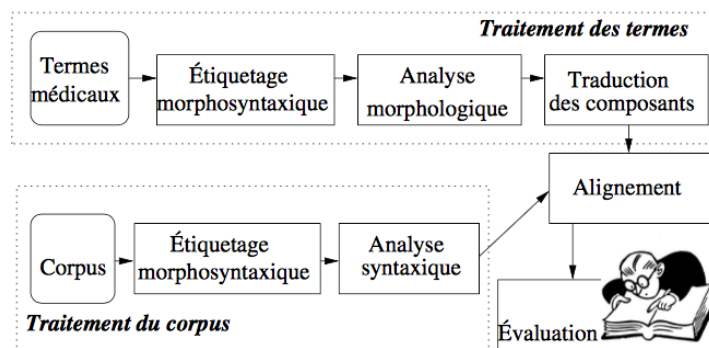 Traitement des termes
Termes
médicaux
Étiquetage
morphosyntaxique
Analyse
morphologique
Traduction
des composants
Alignement
Corpus
Étiquetage
morphosyntaxique
Analyse
syntaxique
Traitement du corpus
Évaluation